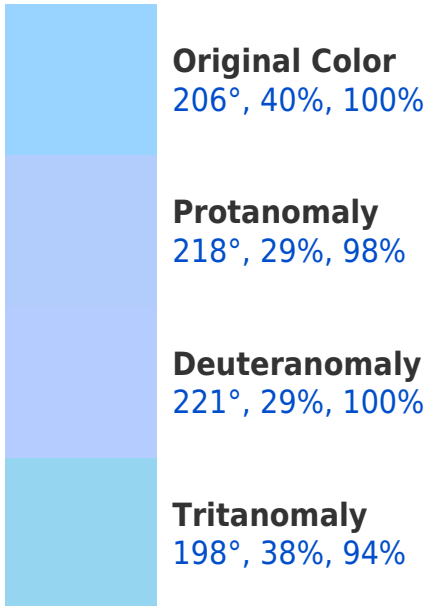 Original Color
206°, 40%, 100%
Protanomaly
218°, 29%, 98%
Deuteranomaly
221°, 29%, 100%
Tritanomaly
198°, 38%, 94%